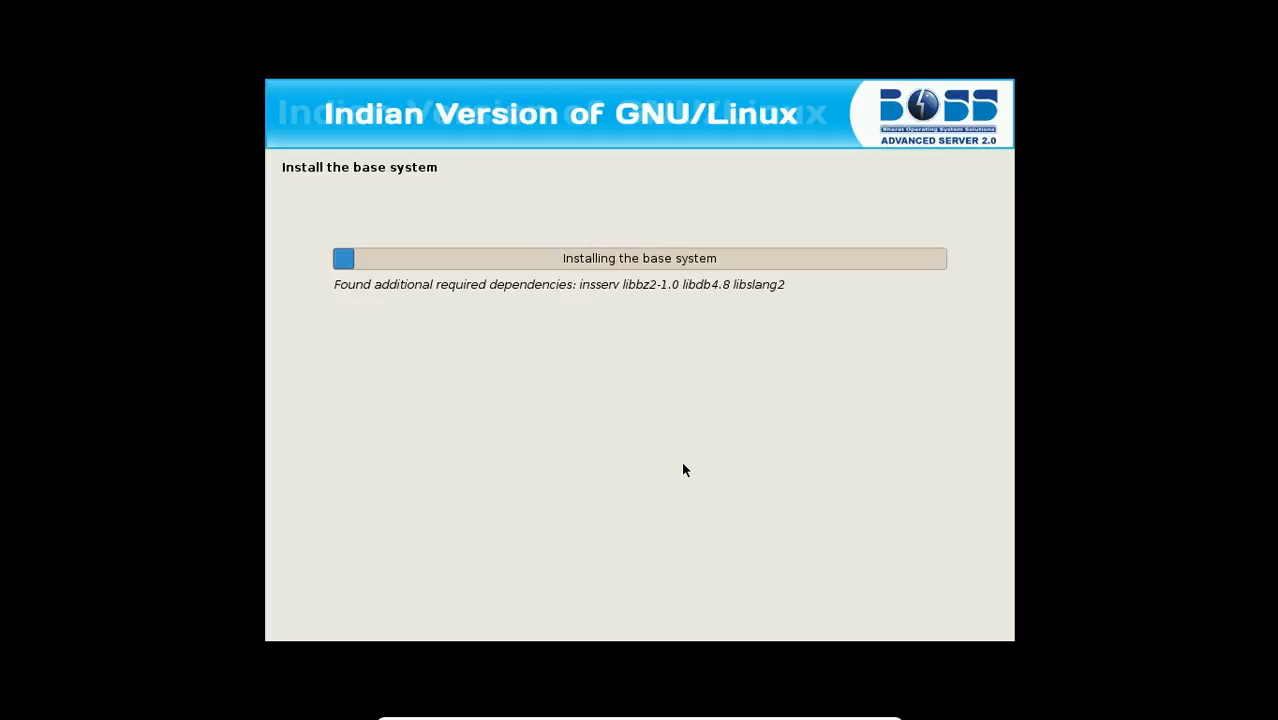 Indian Version of GNU/Linux
BOSS
Bharat Operating System Solutions
ADVANCED SERVER 2.0
Install the base system
Installing the base system
Found additional required dependencies: insserv libbz2-1.0 libdb4.8 libslang2